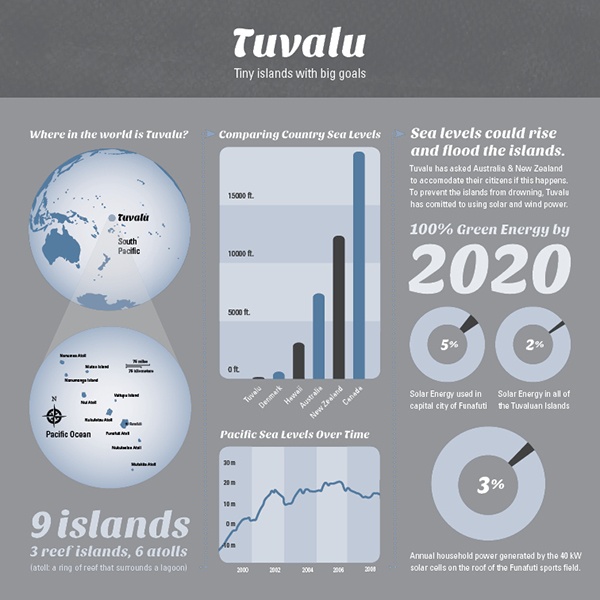 Tuvalu
Tiny islands with big goals
Where in the world is Tuvalu?
Tuvalu
South
Pacific
Nanumea Atoll
Niutao Island
Nanumanga Island
Nui Atoll
Vaitupu Island
Nukufetau Atoll
Funafuti Atoll
Nukulaelae Atoll
N
Pacific Ocean
9 islands
3 reef islands, 6 atolls
(atoll: a ring of reef that surrounds a lagoon)
Comparing Country Sea Levels
15000 ft.
10000 ft.
5000 ft.
0 ft.
Tuvalu
Denmark
Hawaii
Australia
New Zealand
Canada
Pacific Sea Levels Over Time
30 m
20 m
10 m
0 m
10 m
2000
2002
2004
2006
2008
Sea levels could rise
and flood the islands.
Tuvalu has asked Australia & New Zealand
to accomodate their citizens if this happens.
To prevent the islands from drowning, Tuvalu
has comitted to using solar and wind power.
100% Green Energy by
2020
5%
Solar Energy used in
capital city of Funafuti
2%
Solar Energy in all of
the Tuvaluan Islands
3%
Annual household power generated by the 40 kW
solar cells on the roof of the Funafuti sports field.